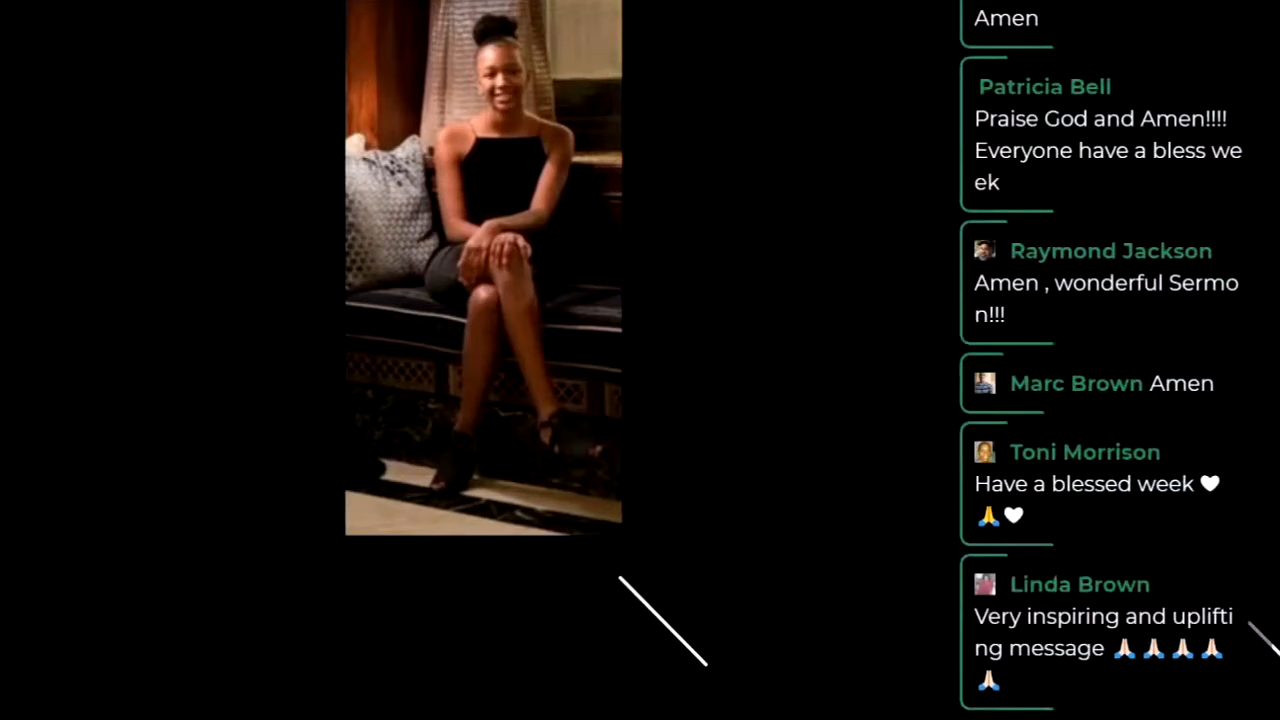 Amen
Patricia Bell
Praise God and Amen!!!!
Everyone have a bless we
ek
Raymond Jackson
Amen , wonderful Sermo
n!!!
Marc Brown Amen
Toni Morrison
Have a blessed week 🤍
🙏🤍
Linda Brown
Very inspiring and uplifti
ng message 🙏🏻 🙏🏻 🙏🏻 🙏🏻
🙏🏻